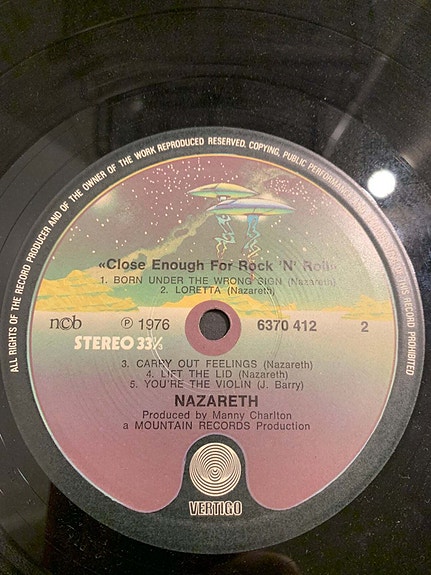 ALL RIGHTS OF THE RECORD PRODUCER AND OF THE OWNER OF THE WORK REPRODUCED RESERVED. COPYING, PUBLIC PERFORMANCE
THIS RECORD PROHIBITED
«Close Enough For Rock 'N' Roll»
1. BORN UNDER THE WRONG SIGN (Nazareth)
2. LORETTA (Nazareth)
n©b ℗ 1976 6370 412 2
STEREO 33⅓
3. CARRY OUT FEELINGS (Nazareth)
4. LIFT THE LID (Nazareth)
5. YOU'RE THE VIOLIN (J. Barry)
NAZARETH
Produced by Manny Charlton
a MOUNTAIN RECORDS Production
VERTIGO